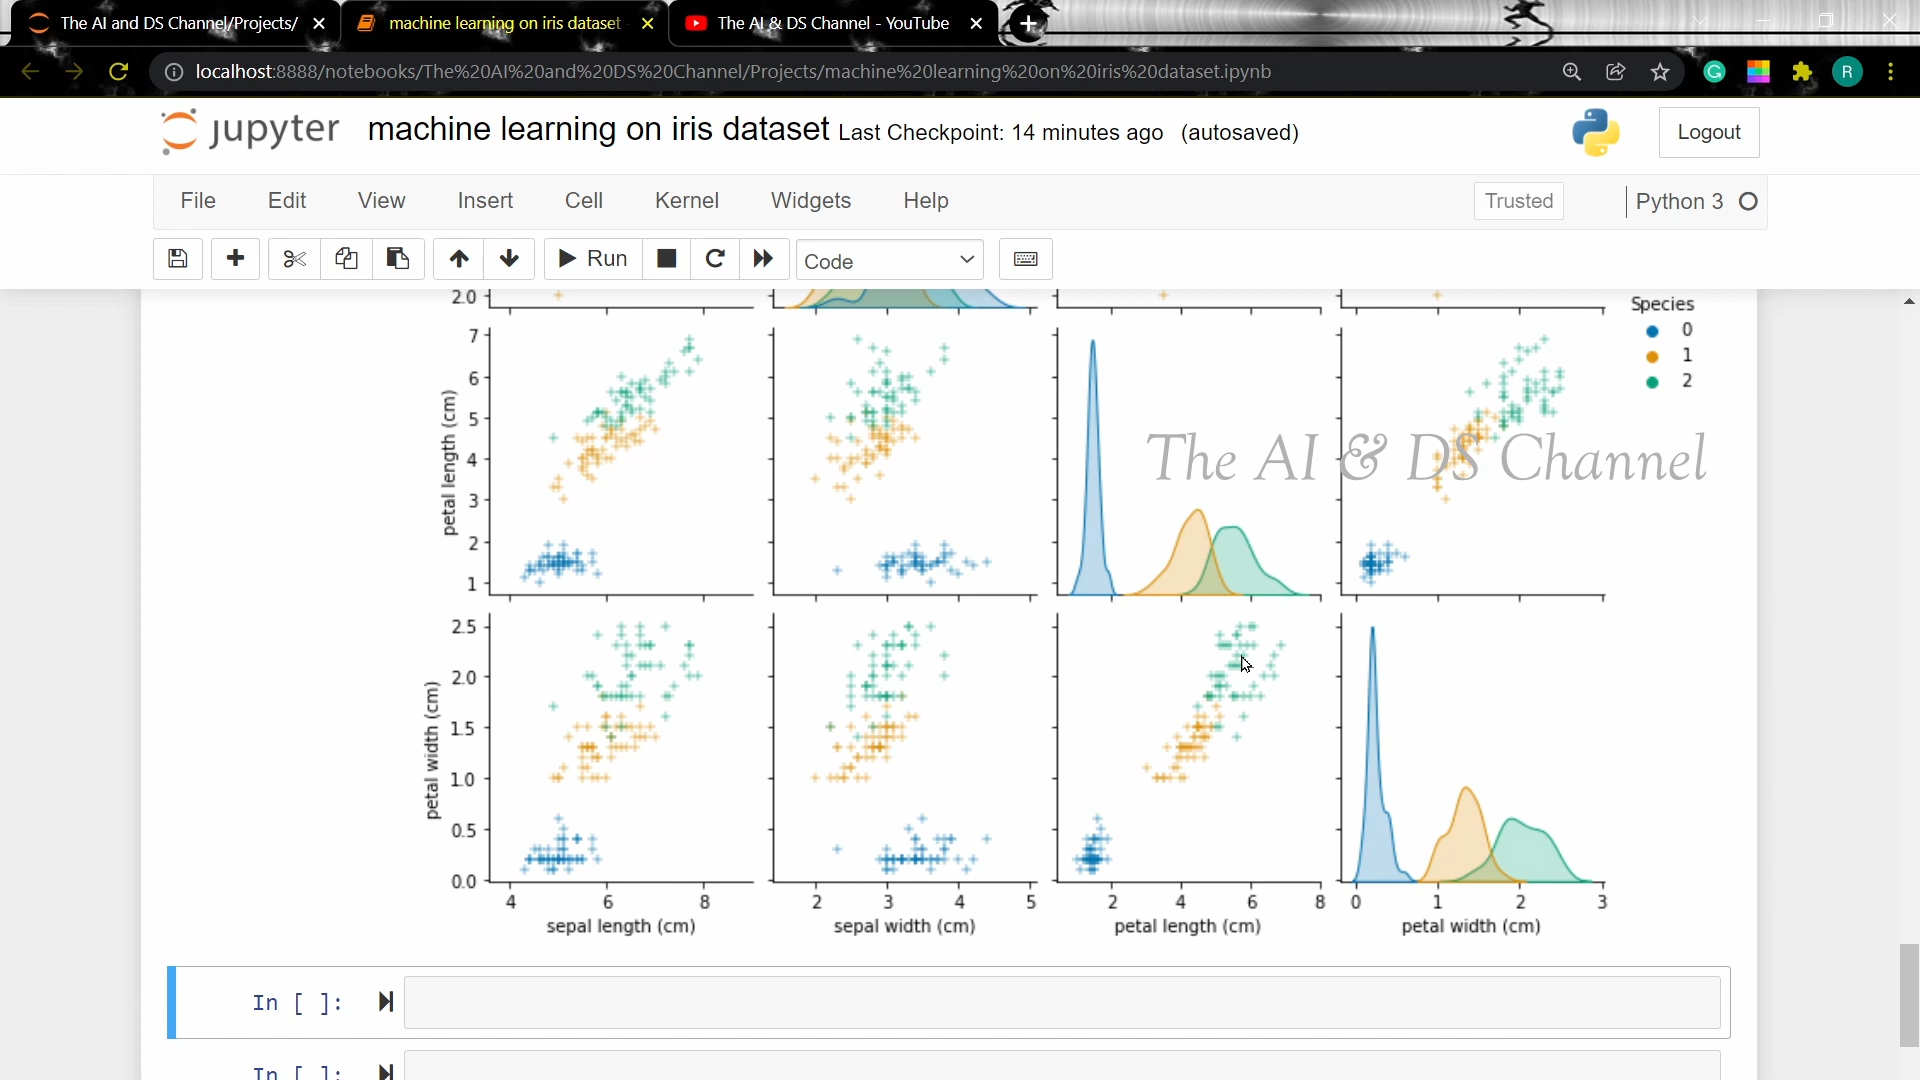 The AI and DS Channel/Projects/
machine learning on iris dataset
The AI & DS Channel - YouTube
localhost:8888/notebooks/The%20AI%20and%20DS%20Channel/Projects/machine%20learning%20on%20iris%20dataset.ipynb
R
jupyter machine learning on iris dataset Last Checkpoint: 14 minutes ago (autosaved)
Logout
File Edit View Insert Cell Kernel Widgets Help
Trusted
Python 3
Run
Code
2.0
Species
0
1
2
7
6
5
4
3
2
1
petal length (cm)
The AI & DS Channel
2.5
2.0
1.5
1.0
0.5
0.0
petal width (cm)
4 6 8
2 3 4 5
2 4 6 8
0 1 2 3
sepal length (cm)
sepal width (cm)
petal length (cm)
petal width (cm)
In [ ]:
In [ ]: